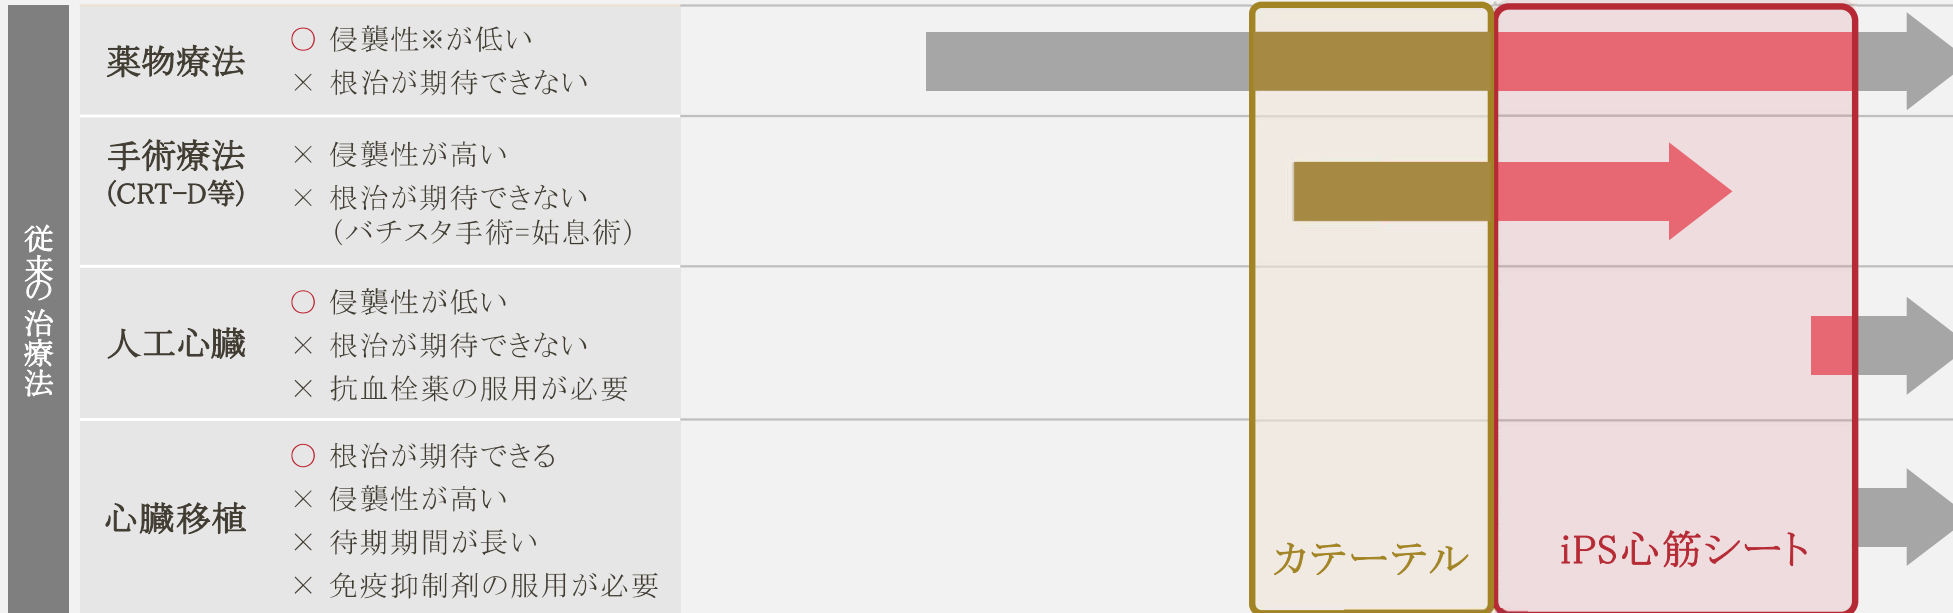 従来の治療法
薬物療法
○ 侵襲性※が低い
× 根治が期待できない
手術療法
(CRT-D等)
× 侵襲性が高い
× 根治が期待できない
(バチスタ手術=姑息術)
人工心臓
○ 侵襲性が低い
× 根治が期待できない
× 抗血栓薬の服用が必要
心臓移植
○ 根治が期待できる
× 侵襲性が高い
× 待期期間が長い
× 免疫抑制剤の服用が必要
カテーテル
iPS心筋シート